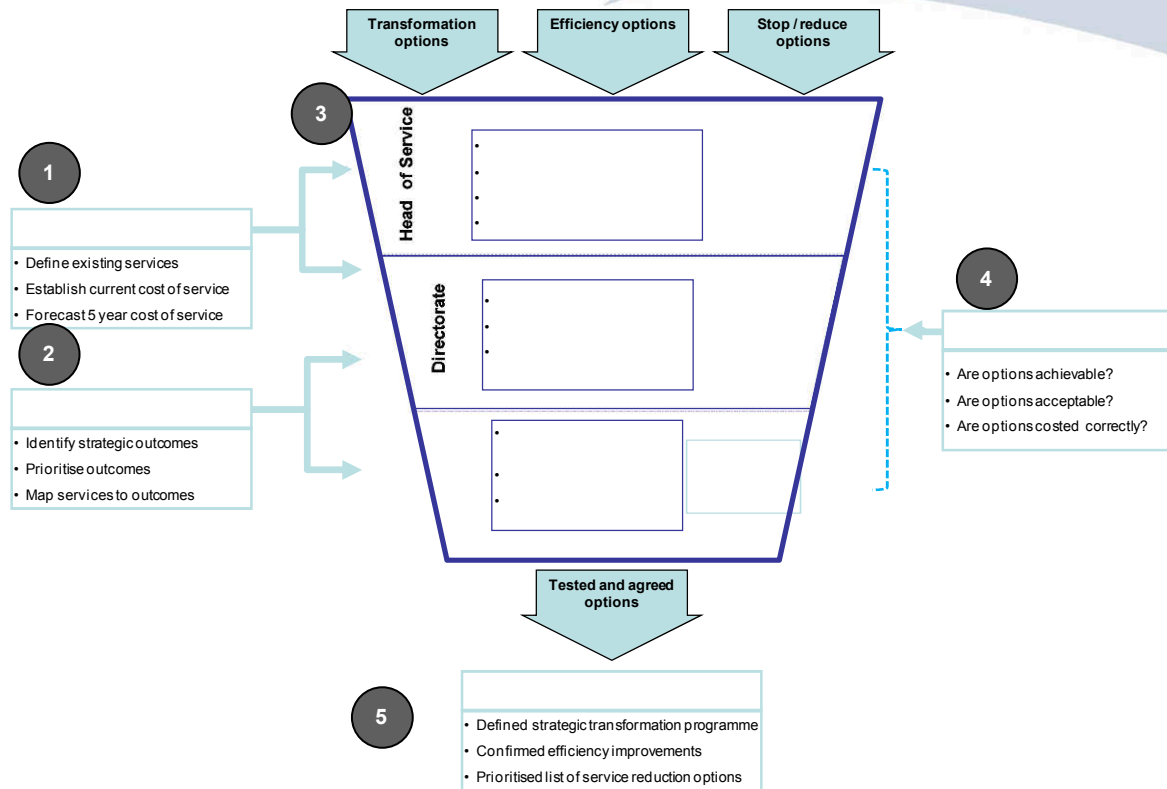 Transformation
options
Efficiency options
Stop / reduce
options
3
Head of Service
•
•
•
•
1
• Define existing services
• Establish current cost of service
• Forecast 5 year cost of service
2
• Identify strategic outcomes
• Prioritise outcomes
• Map services to outcomes
Directorate
•
•
•
•
•
•
4
• Are options achievable?
• Are options acceptable?
• Are options costed correctly?
Tested and agreed
options
5
• Defined strategic transformation programme
• Confirmed efficiency improvements
• Prioritised list of service reduction options